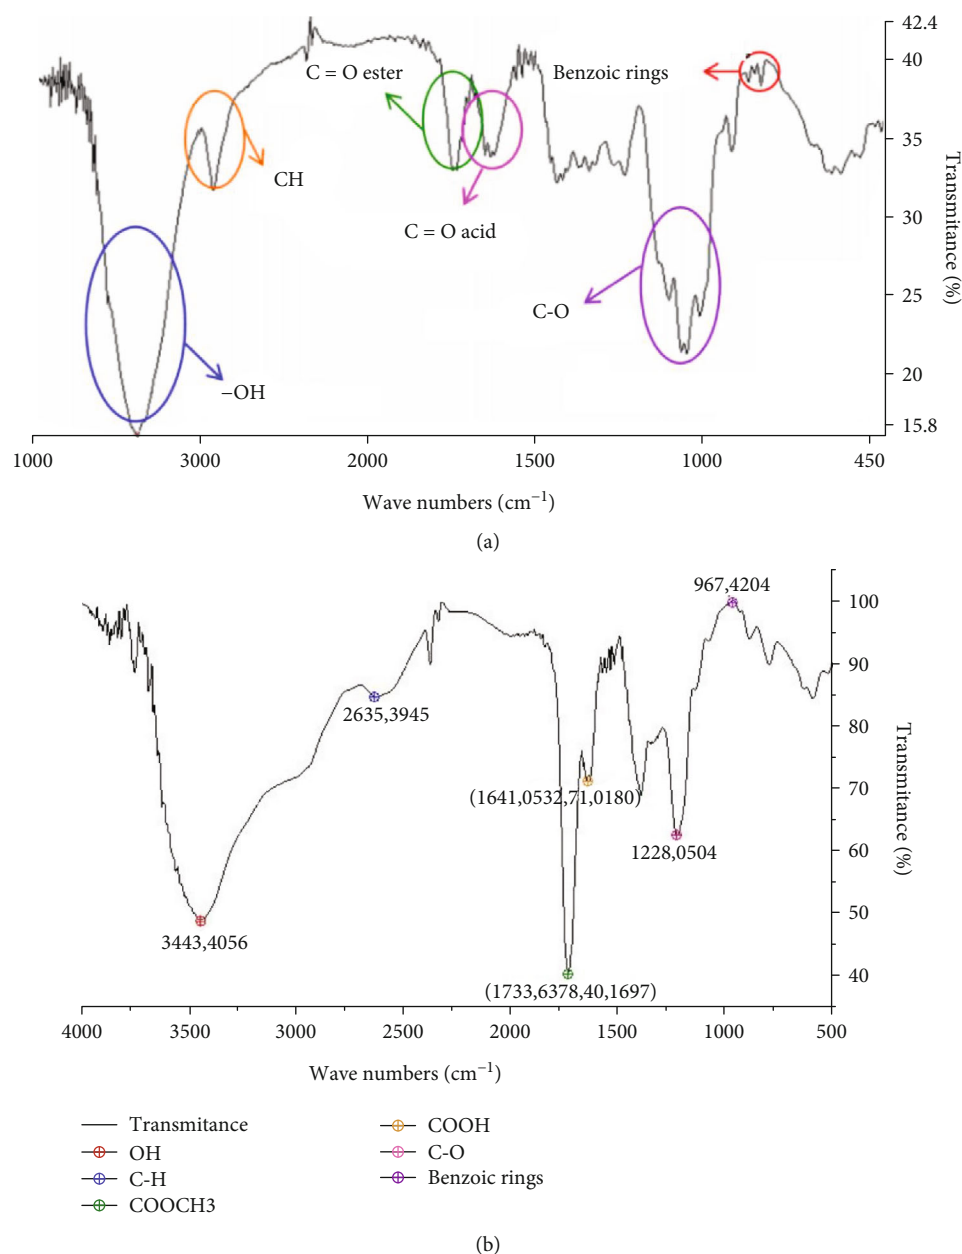 42.4
40
35
30
25
20
15.8
Transmitance (%)
C = O ester
Benzoic rings
CH
C = O acid
C-O
−OH
1000 3000 2000 1500 1000 450
Wave numbers (cm⁻¹)
(a)
967,4204
100
90
80
70
60
50
40
Transmitance (%)
2635,3945
(1641,0532,71,0180)
1228,0504
3443,4056
(1733,6378,40,1697)
4000 3500 3000 2500 2000 1500 1000 500
Wave numbers (cm⁻¹)
Transmitance
OH
C-H
COOCH3
COOH
C-O
Benzoic rings
(b)